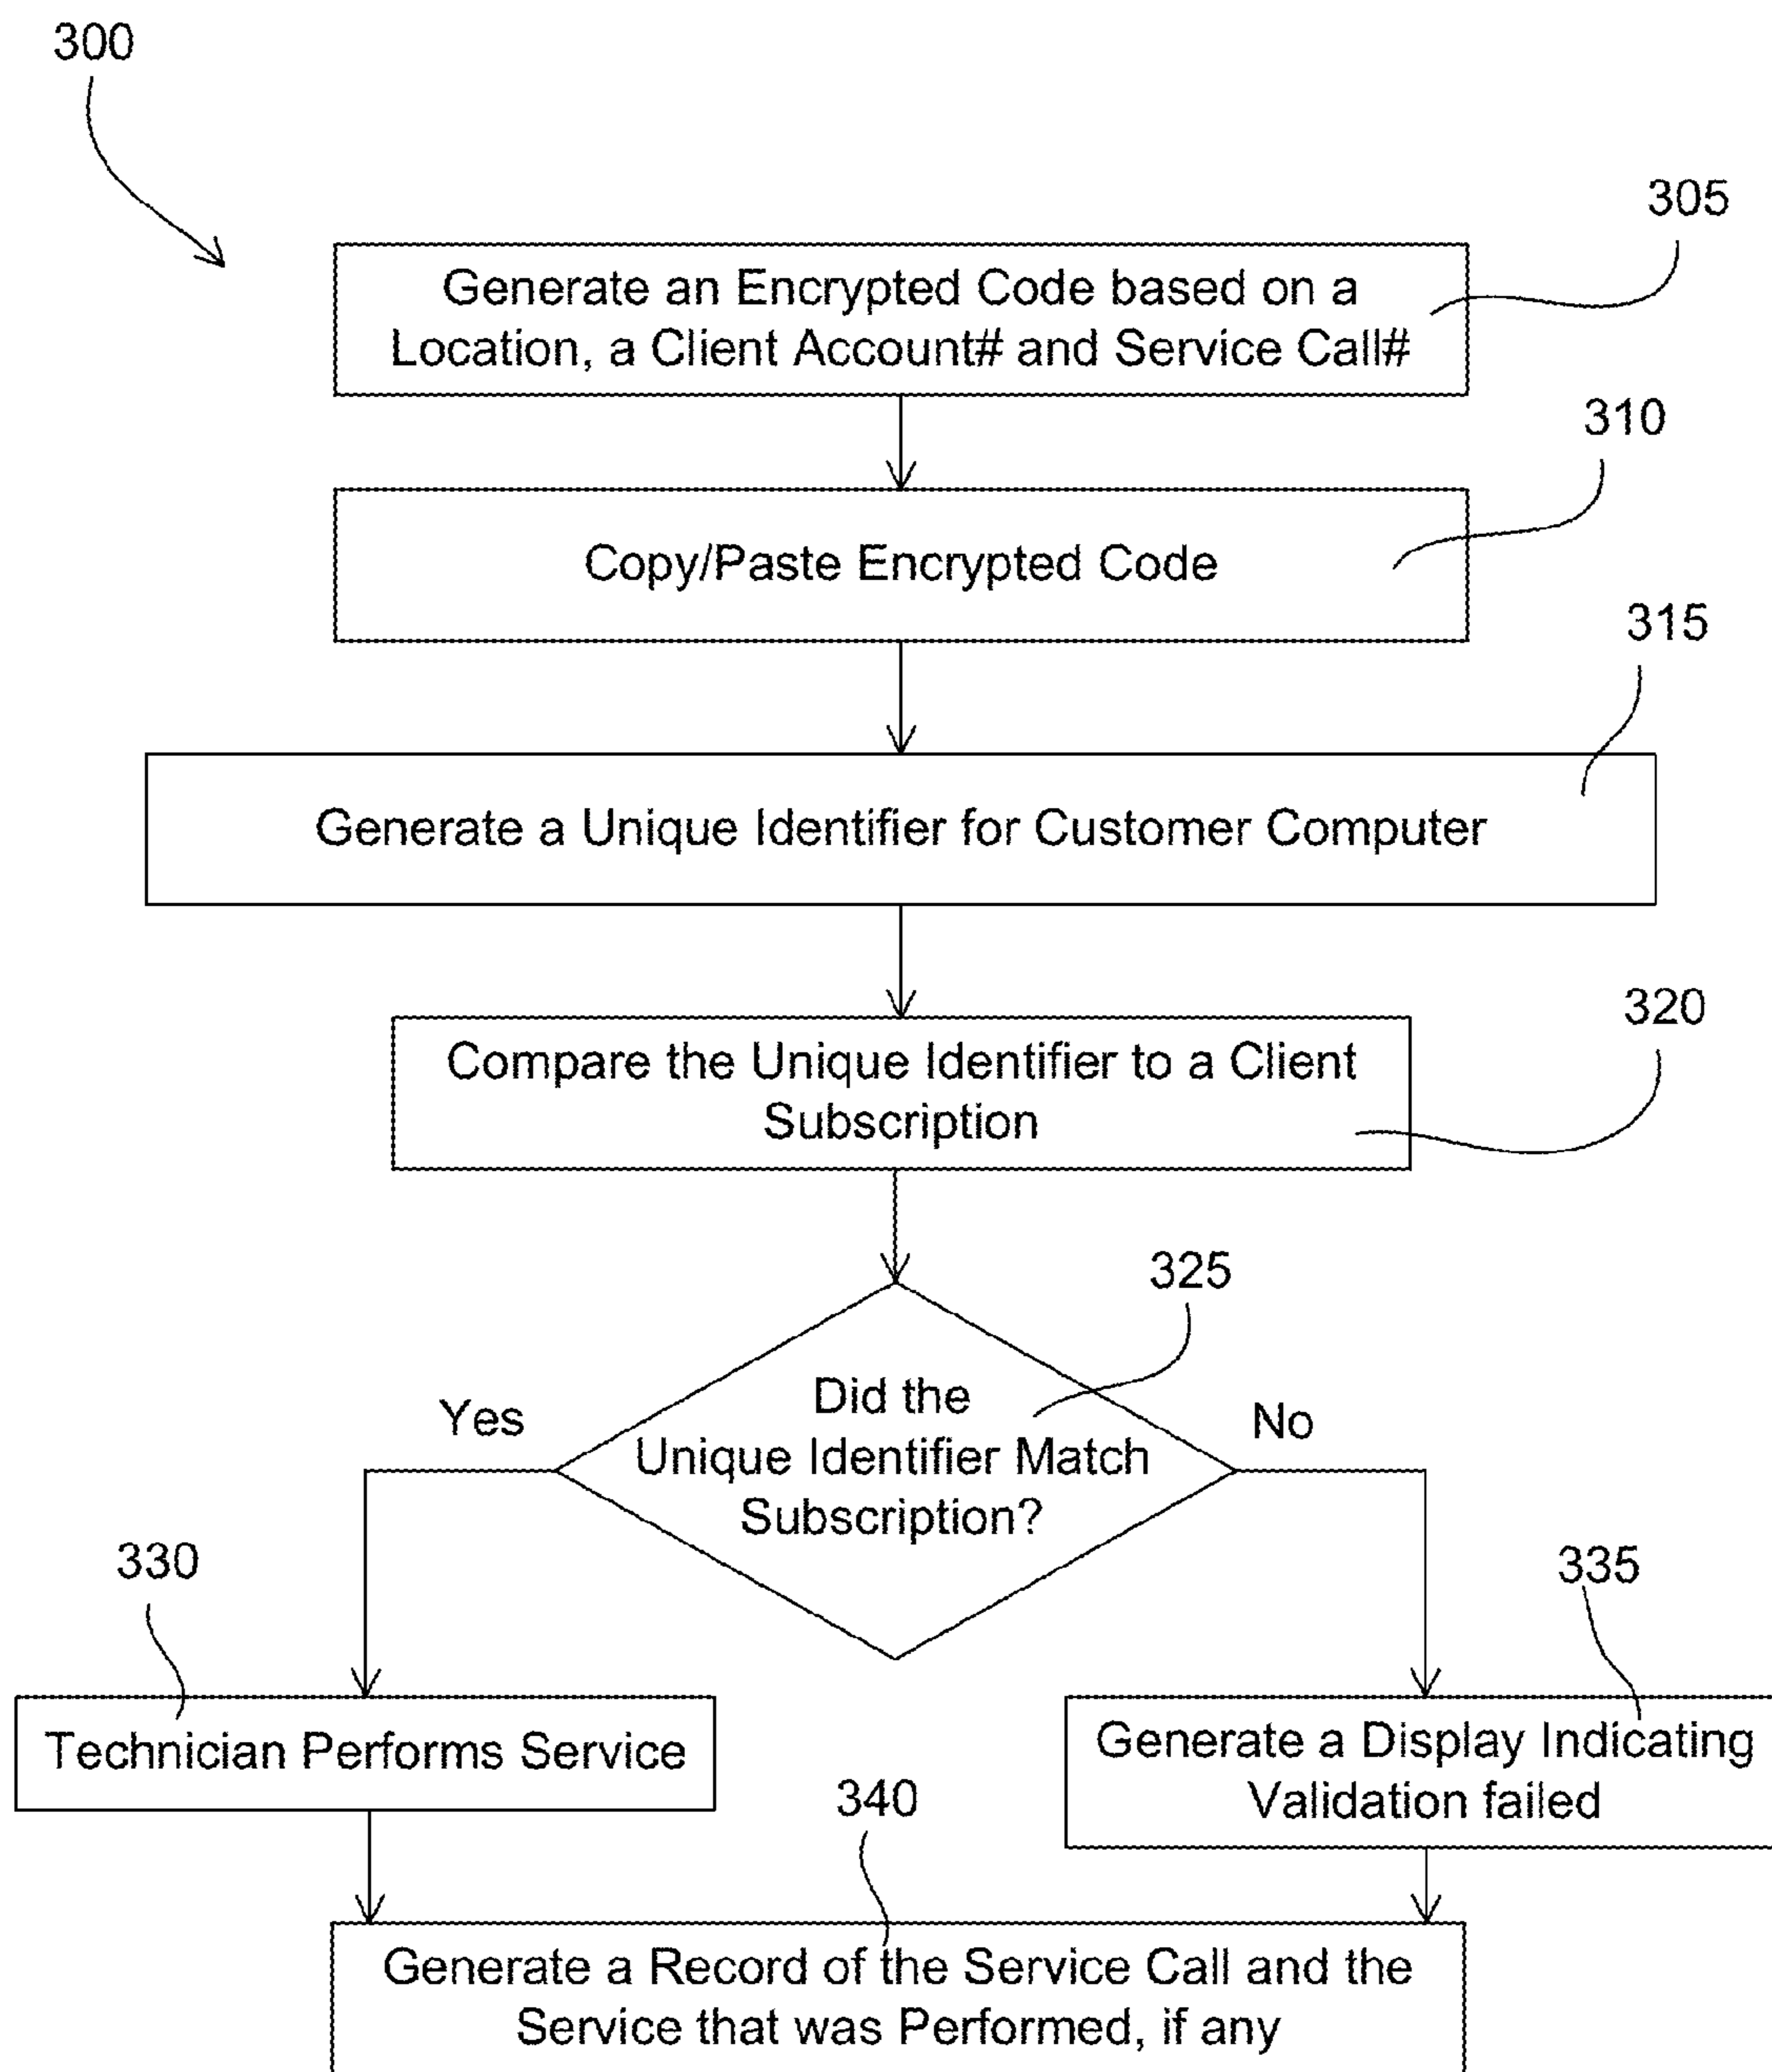 300
305
Generate an Encrypted Code based on a
Location, a Client Account# and Service Call#
310
Copy/Paste Encrypted Code
315
Generate a Unique Identifier for Customer Computer
320
Compare the Unique Identifier to a Client
Subscription
325
Did the
Unique Identifier Match
Subscription?
Yes
No
330
Technician Performs Service
335
Generate a Display Indicating
Validation failed
340
Generate a Record of the Service Call and the
Service that was Performed, if any